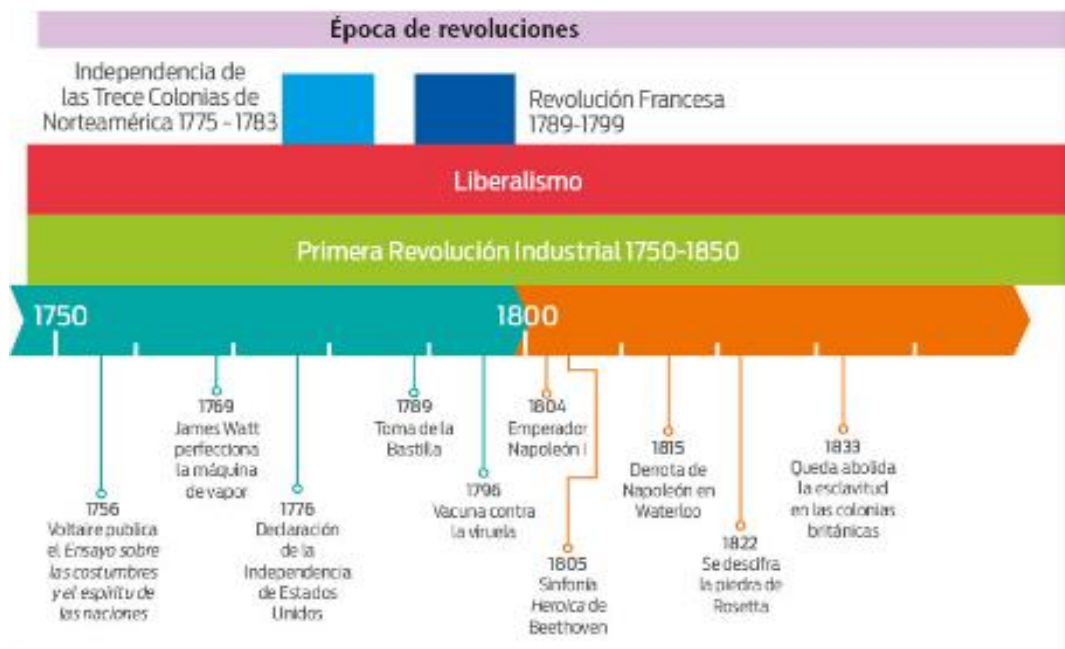 Época de revoluciones
Independencia de
las Trece Colonias de
Norteamérica 1775 - 1783
Revolución Francesa
1789-1799
Liberalismo
Primera Revolución Industrial 1750-1850
1750
1800
1756
Voltaire publica
el Ensayo sobre
las costumbres
y el espíritu de
las naciones
1769
James Watt
perfecciona
la máquina
de vapor
1776
Declaración
de la
Independencia
de Estados
Unidos
1789
Toma de la
Bastilla
1796
Vacuna contra
la viruela
1804
Emperador
Napoleón I
1805
Sinfonía
Heroica de
Beethoven
1815
Derrota de
Napoleón en
Waterloo
1822
Se descifra
la piedra de
Rosetta
1833
Queda abolida
la esclavitud
en las colonias
británicas